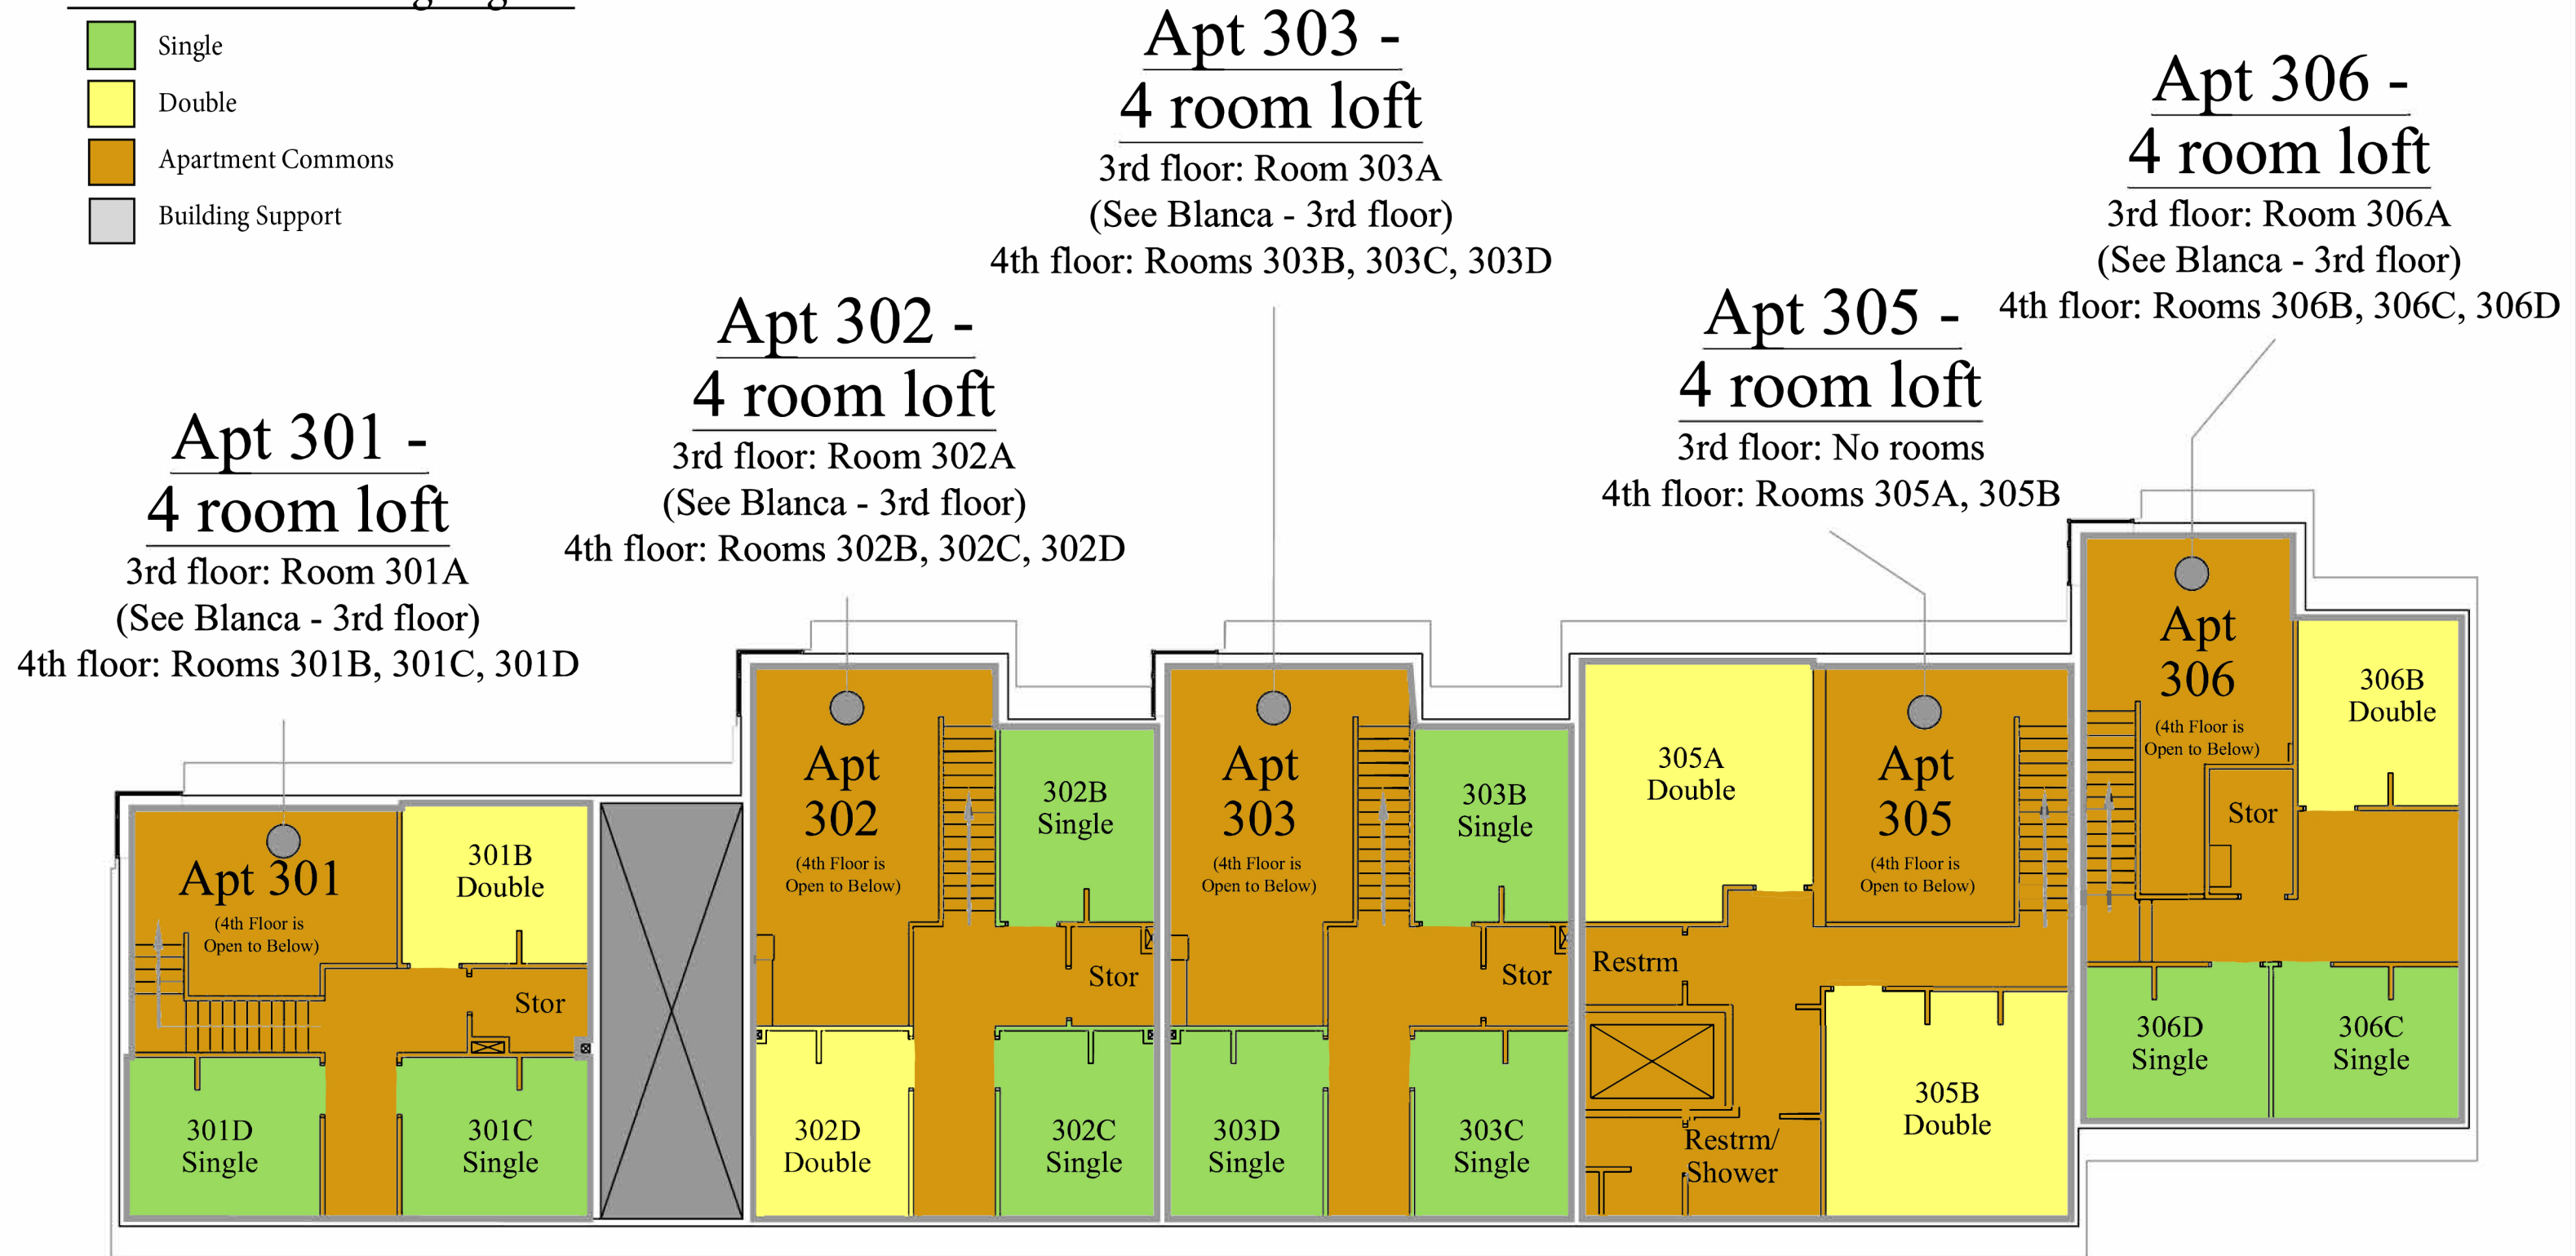 Single
Double
Apartment Commons
Building Support
Apt 301 -
4 room loft
3rd floor: Room 301A
(See Blanca - 3rd floor)
4th floor: Rooms 301B, 301C, 301D
Apt 302 -
4 room loft
3rd floor: Room 302A
(See Blanca - 3rd floor)
4th floor: Rooms 302B, 302C, 302D
Apt 303 -
4 room loft
3rd floor: Room 303A
(See Blanca - 3rd floor)
4th floor: Rooms 303B, 303C, 303D
Apt 305 -
4 room loft
3rd floor: No rooms
4th floor: Rooms 305A, 305B
Apt 306 -
4 room loft
3rd floor: Room 306A
(See Blanca - 3rd floor)
4th floor: Rooms 306B, 306C, 306D
Apt 301
(4th Floor is
Open to Below)
301B
Double
Stor
301D
Single
301C
Single
Apt
302
(4th Floor is
Open to Below)
302B
Single
Stor
302D
Double
302C
Single
Apt
303
(4th Floor is
Open to Below)
303B
Single
Stor
303D
Single
303C
Single
305A
Double
Apt
305
(4th Floor is
Open to Below)
Restrm
Restrm/
Shower
305B
Double
Apt
306
(4th Floor is
Open to Below)
306B
Double
Stor
306D
Single
306C
Single